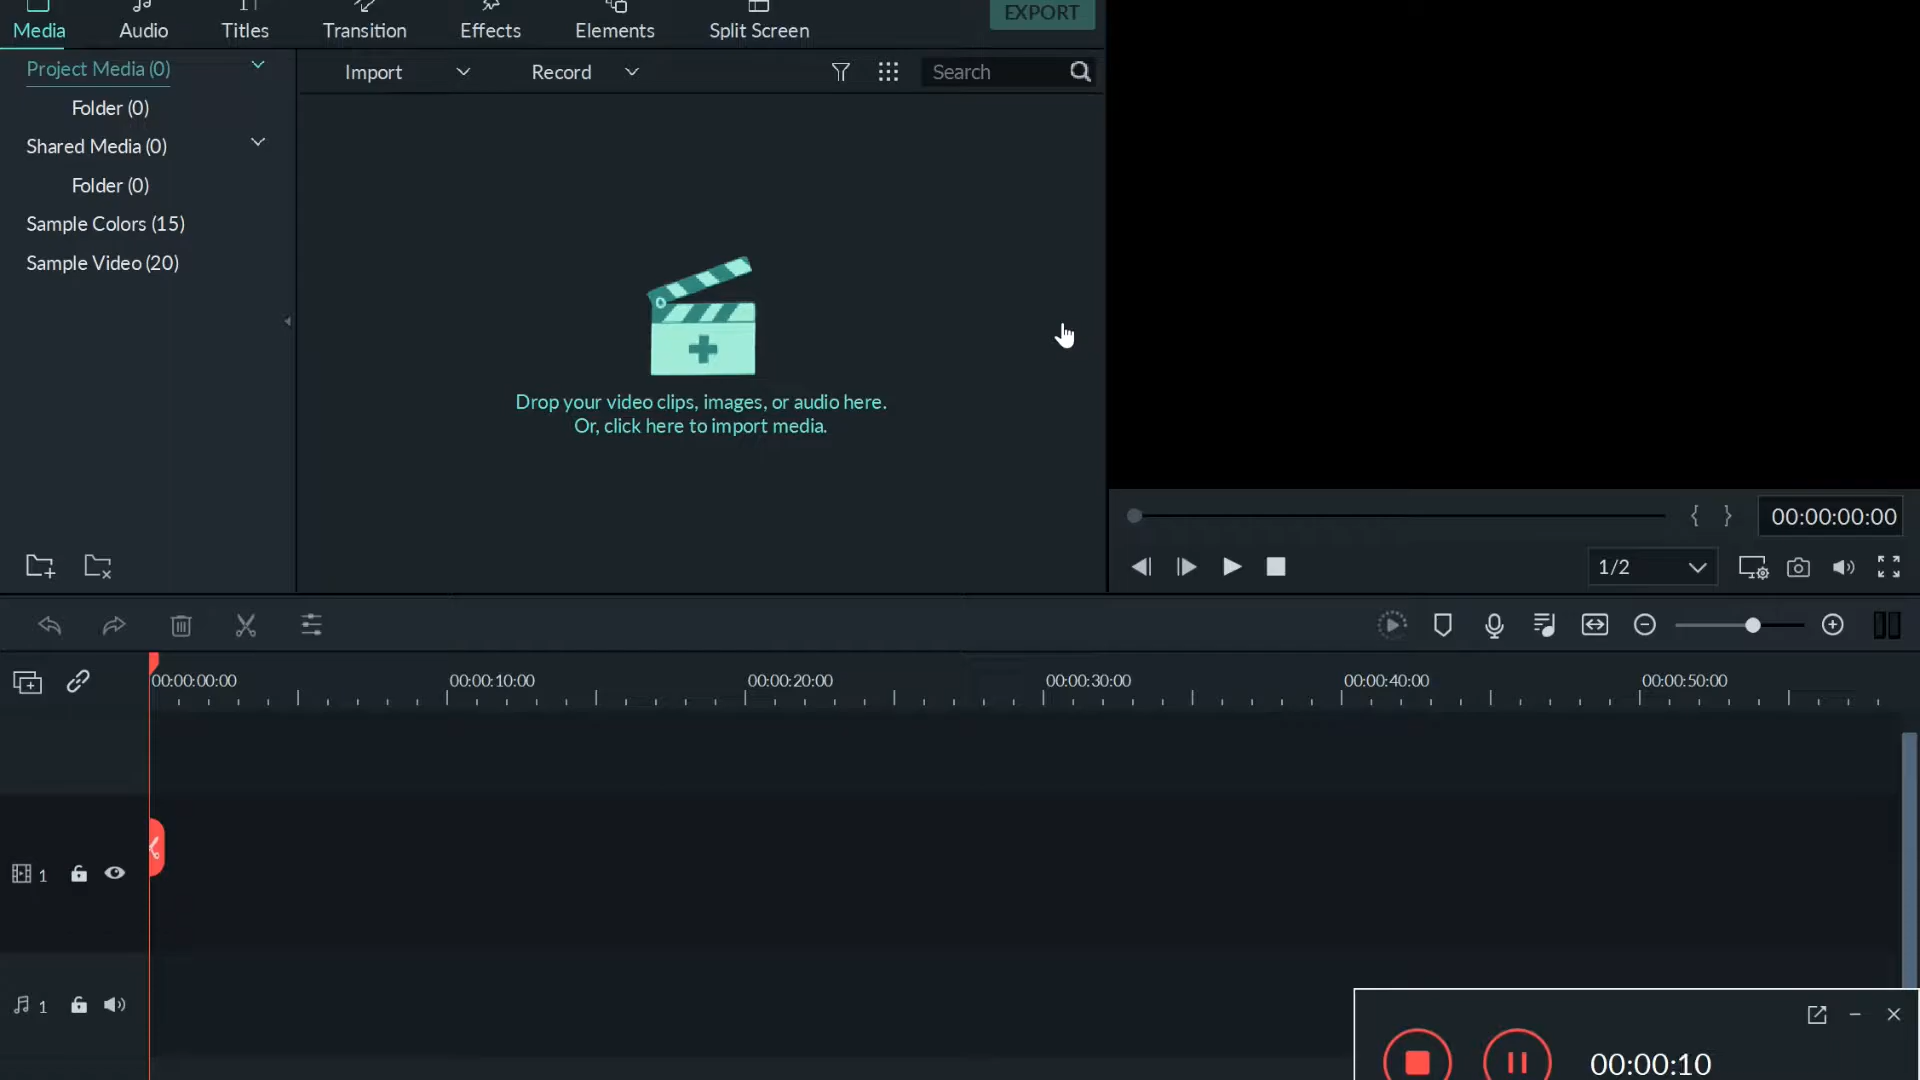 Media Audio Titles Transition Effects Elements Split Screen EXPORT
Project Media (0)
Import Record Search
Folder (0)
Shared Media (0)
Folder (0)
Sample Colors (15)
Sample Video (20)
Drop your video clips, images, or audio here.
Or, click here to import media.
{ } 00:00:00:00
1/2
00:00:00:00 00:00:10:00 00:00:20:00 00:00:30:00 00:00:40:00 00:00:50:00
1
1
00:00:10